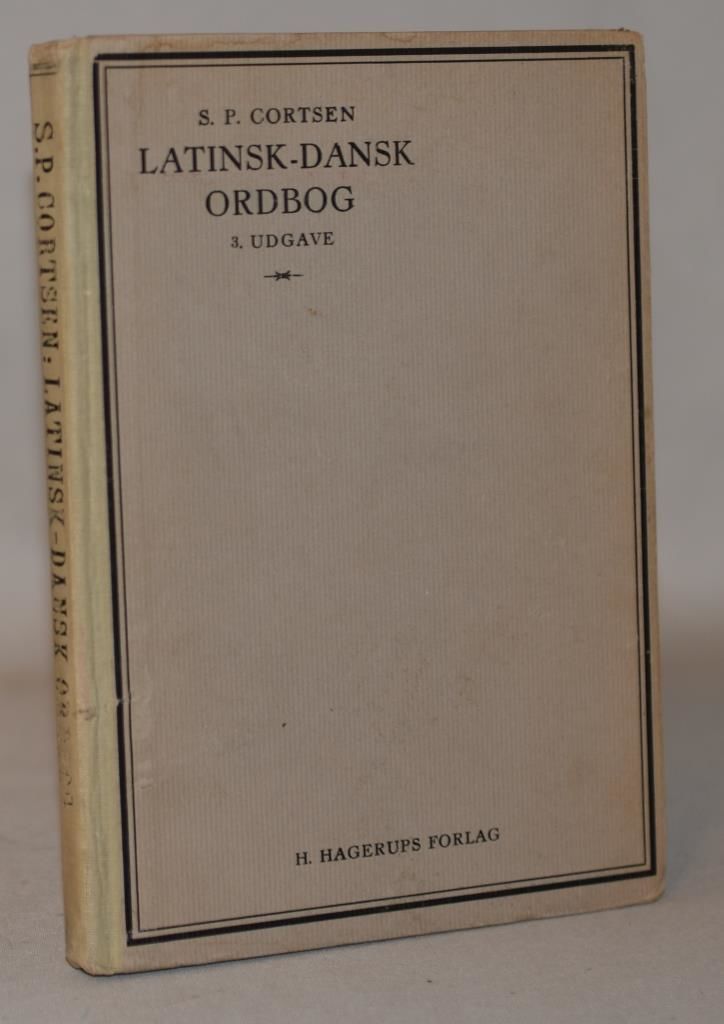 S. P. CORTSEN
LATINSK-DANSK
ORDBOG
3. UDGAVE
H. HAGERUPS FORLAG
S. P. CORTSEN: LATINSK-DANSK